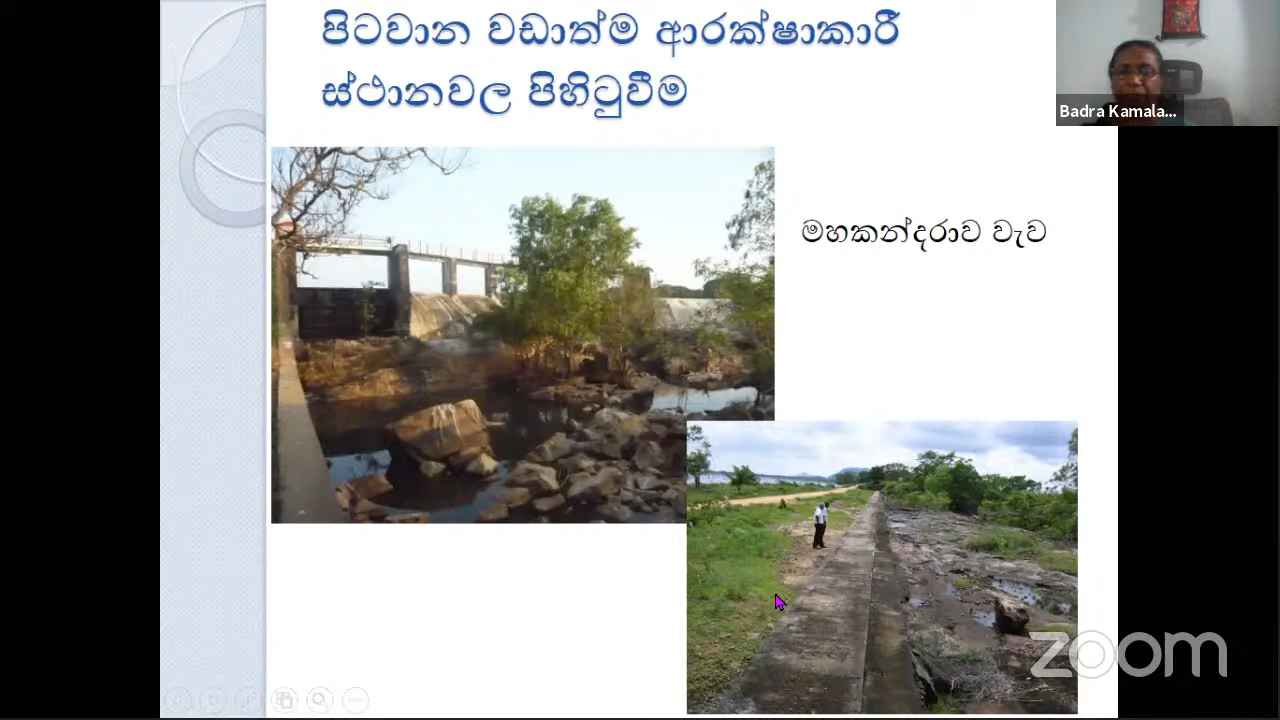 පිටවාන වඩාත්ම ආරක්ෂාකාරී
ස්ථානවල පිහිටුවීම
Badra Kamala...
මහකන්දරාව වැව
zoom